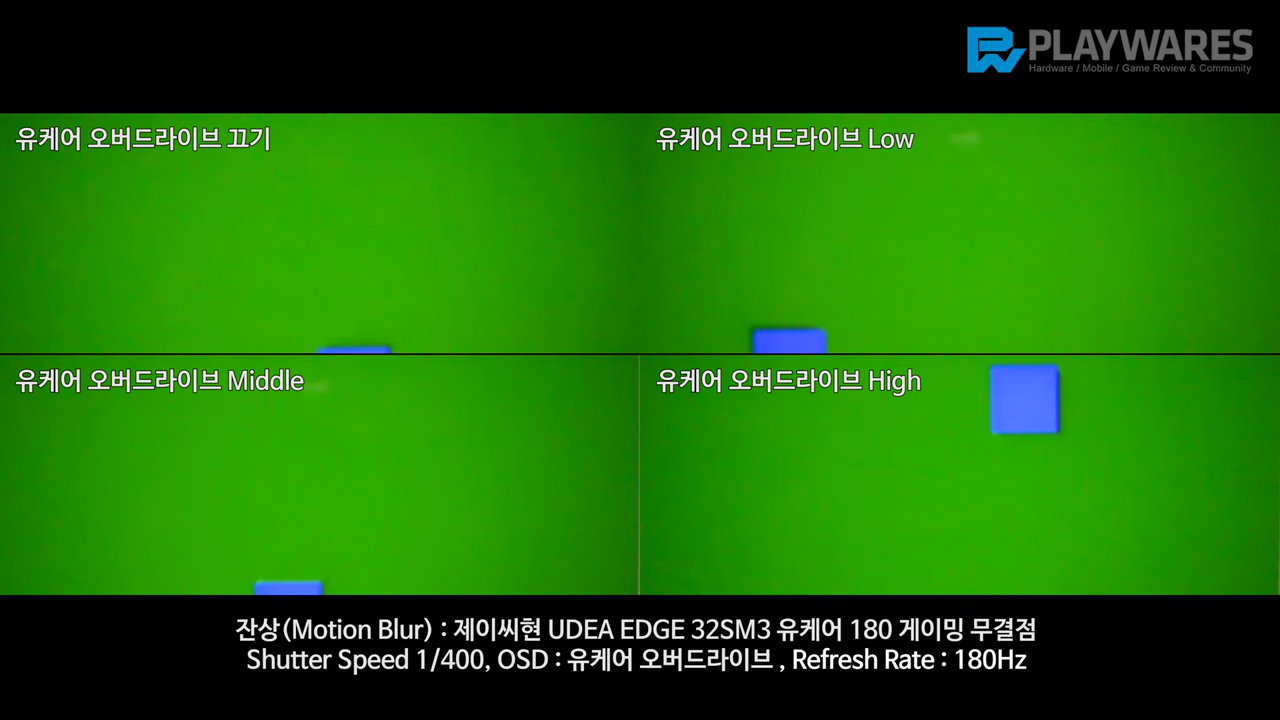 PLAYWARES
Hardware / Mobile / Game Review & Community
유케어 오버드라이브 끄기
유케어 오버드라이브 Low
유케어 오버드라이브 Middle
유케어 오버드라이브 High
잔상(Motion Blur) : 제이씨현 UDEA EDGE 32SM3 유케어 180 게이밍 무결점
Shutter Speed 1/400, OSD : 유케어 오버드라이브 , Refresh Rate : 180Hz